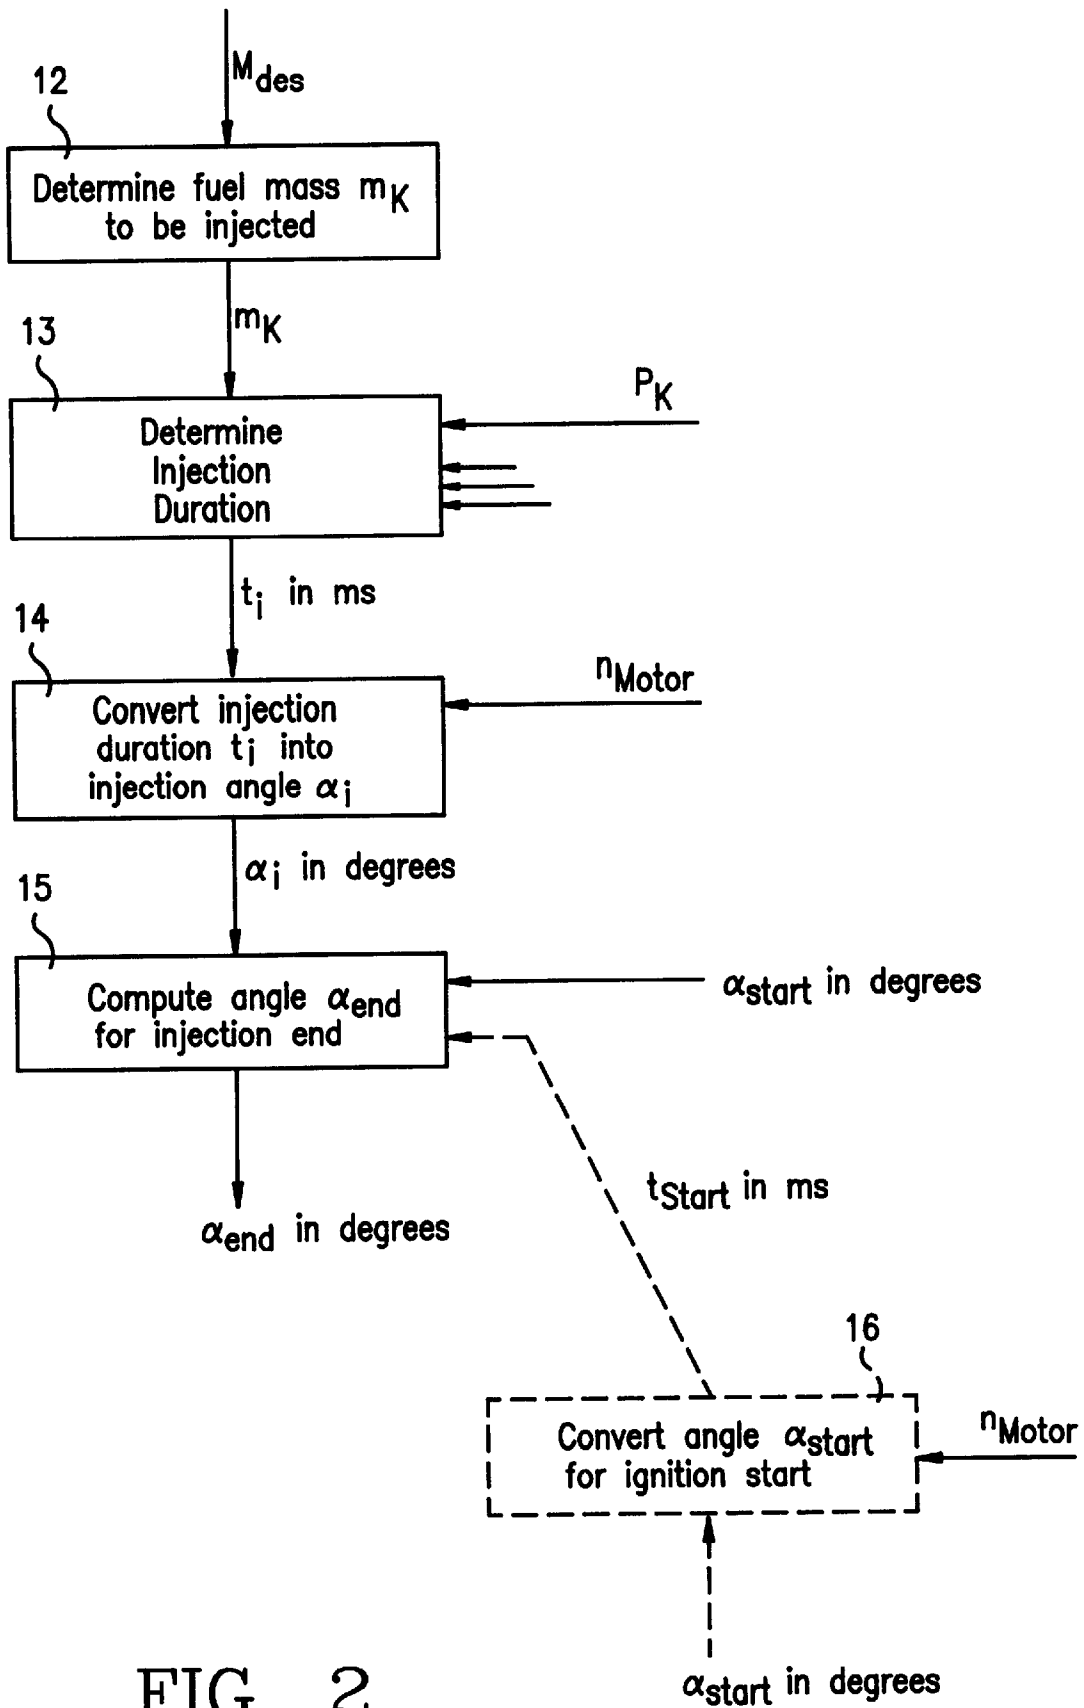 M_des
12
Determine fuel mass m_K
to be injected
m_K
13
P_K
Determine
Injection
Duration
t_i in ms
14
n_Motor
Convert injection
duration t_i into
injection angle α_i
α_i in degrees
15
Compute angle α_end
for injection end
α_start in degrees
t_Start in ms
α_end in degrees
16
Convert angle α_start
for ignition start
n_Motor
α_start in degrees
FIG. 2